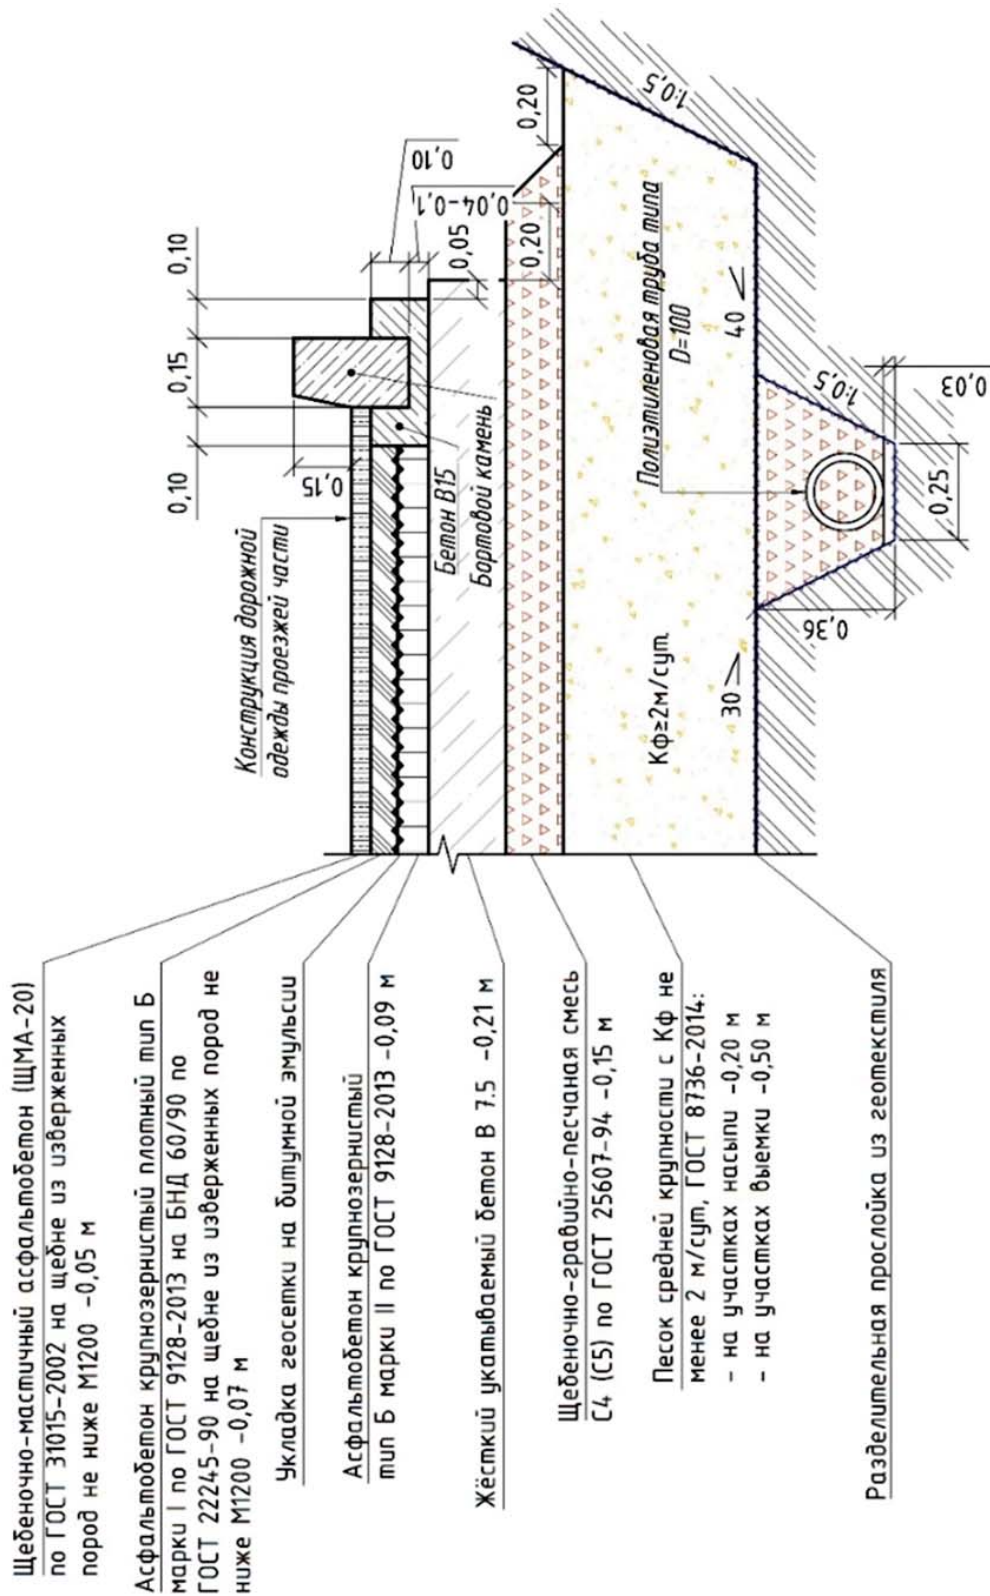 Щебеночно-мастичный асфальтобетон (ЩМА-20)
по ГОСТ 31015-2002 на щебне из изверженных
пород не ниже М1200 -0,05 м
Асфальтобетон крупнозернистый плотный тип Б
марки I по ГОСТ 9128-2013 на БНД 60/90 по
ГОСТ 22245-90 на щебне из изверженных пород не
ниже М1200 -0,07 м
Укладка геосетки на битумной эмульсии
Асфальтобетон крупнозернистый
тип Б марки II по ГОСТ 9128-2013 -0,09 м
Жёсткий укатываемый бетон В 7.5 -0,21 м
Щебеночно-гравийно-песчаная смесь
С4 (С5) по ГОСТ 25607-94 -0,15 м
Песок средней крупности с Кф не
менее 2 м/сут, ГОСТ 8736-2014:
- на участках насыпи -0,20 м
- на участках выемки -0,50 м
Разделительная прослойка из геотекстиля
Конструкция дорожной
одежды проезжей части
0,10
0,15
0,10
0,15
0,10
0,04-0,1
0,05
0,20
0,20
Бетон В15
Бортовой камень
1:0,5
Кф≥2м/сут.
Полиэтиленовая труба типа
D=100
30
40
1:0,5
0,36
0,25
0,03